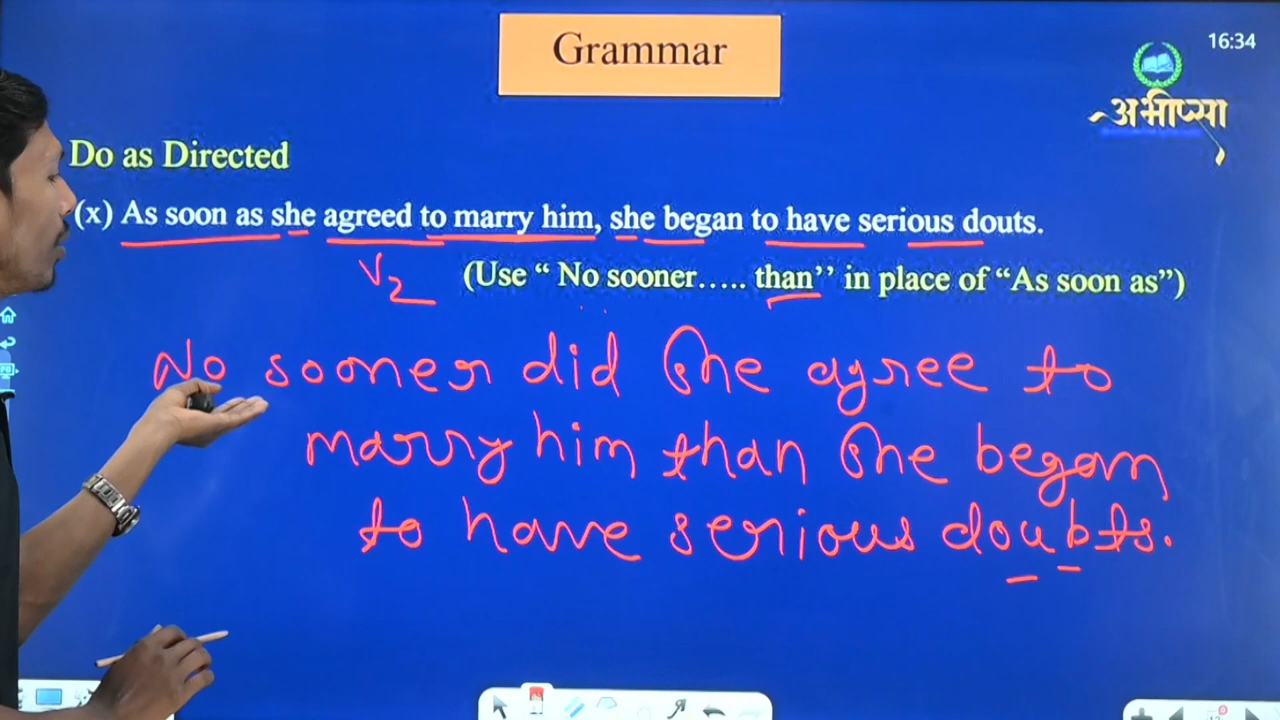 Grammar
16:34
अभीप्सा
Do as Directed
(x) As soon as she agreed to marry him, she began to have serious douts.
V2
(Use “ No sooner….. than’’ in place of “As soon as”)
No sooner did she agree to
marry him than she began
to have serious doubts.